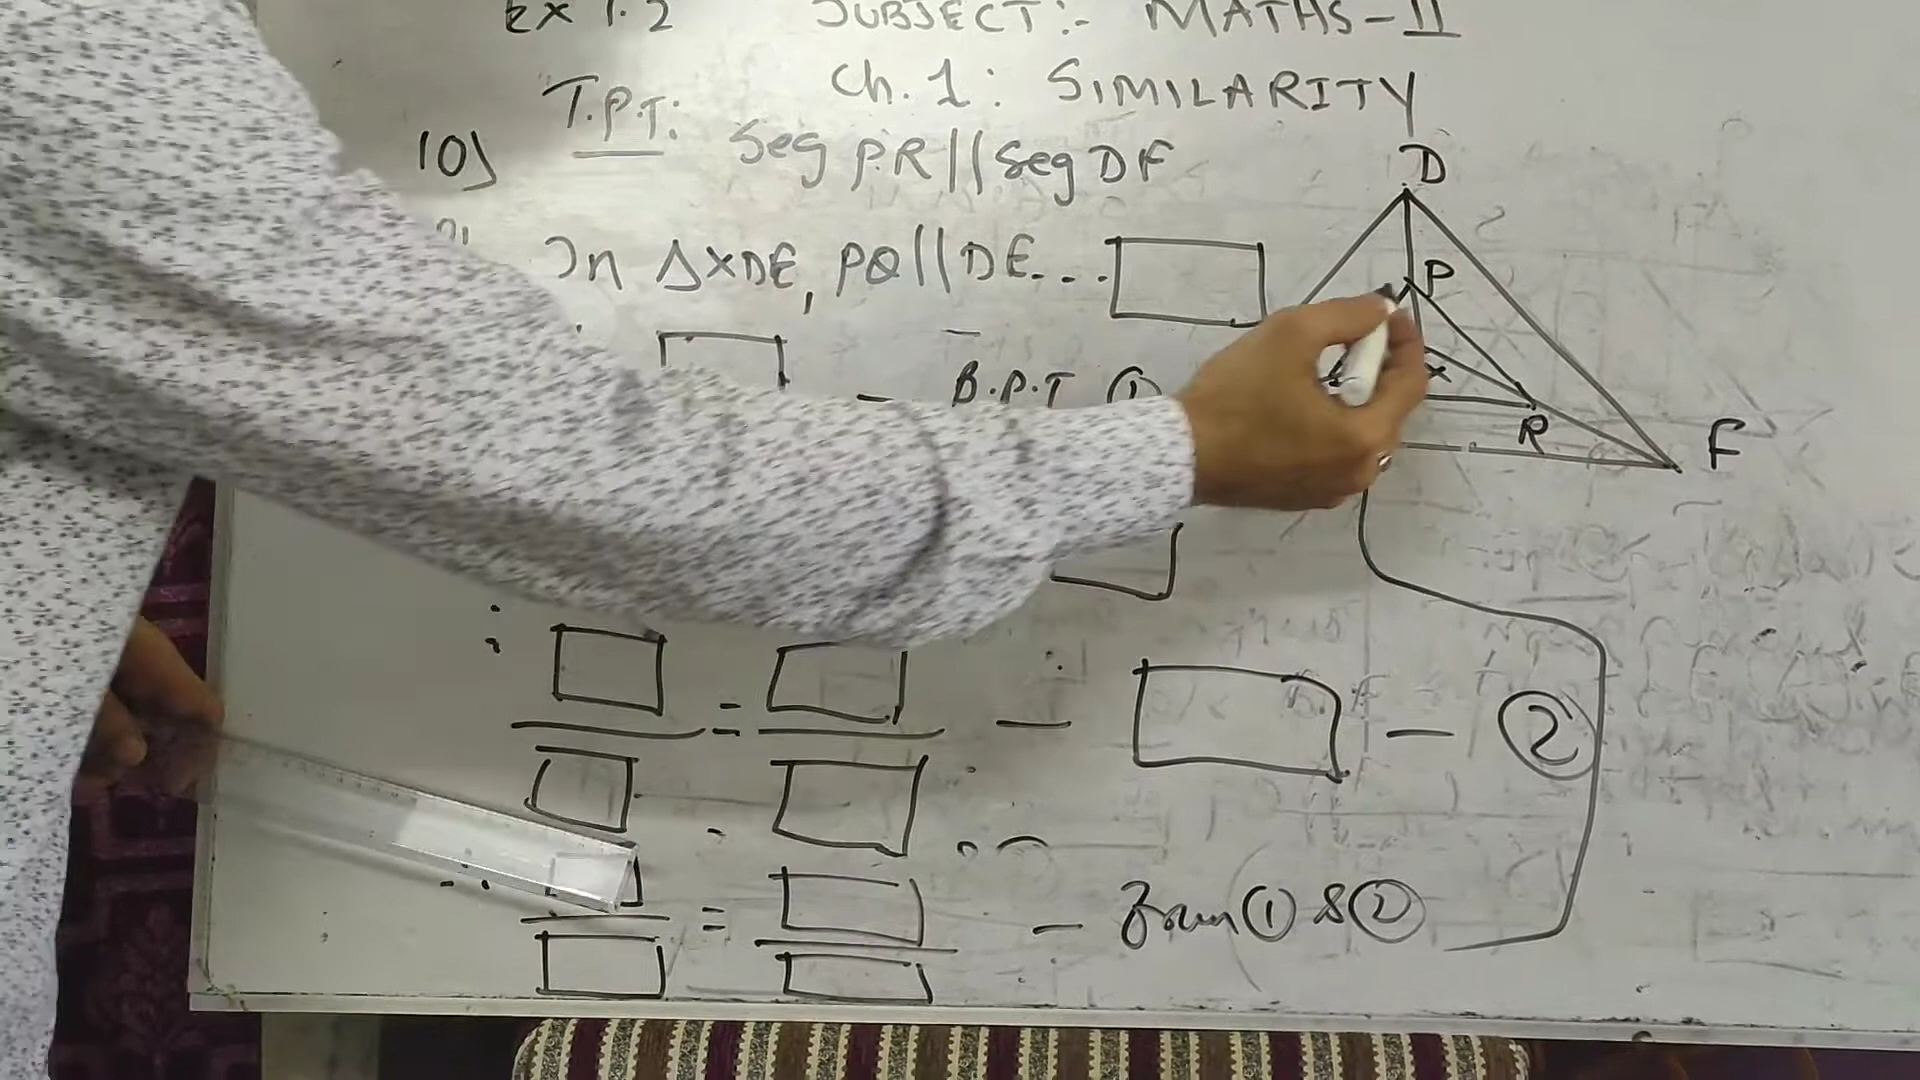 Ex 1.2 SUBJECT:- MATHS-II
Ch. 1: SIMILARITY
T.P.T:
10) Seg PR||Seg DF
In ΔXDE, PQ||DE...
- B.P.T ①
D
P
X
R
F
∴
= - - ②
∴ = - From ① & ②